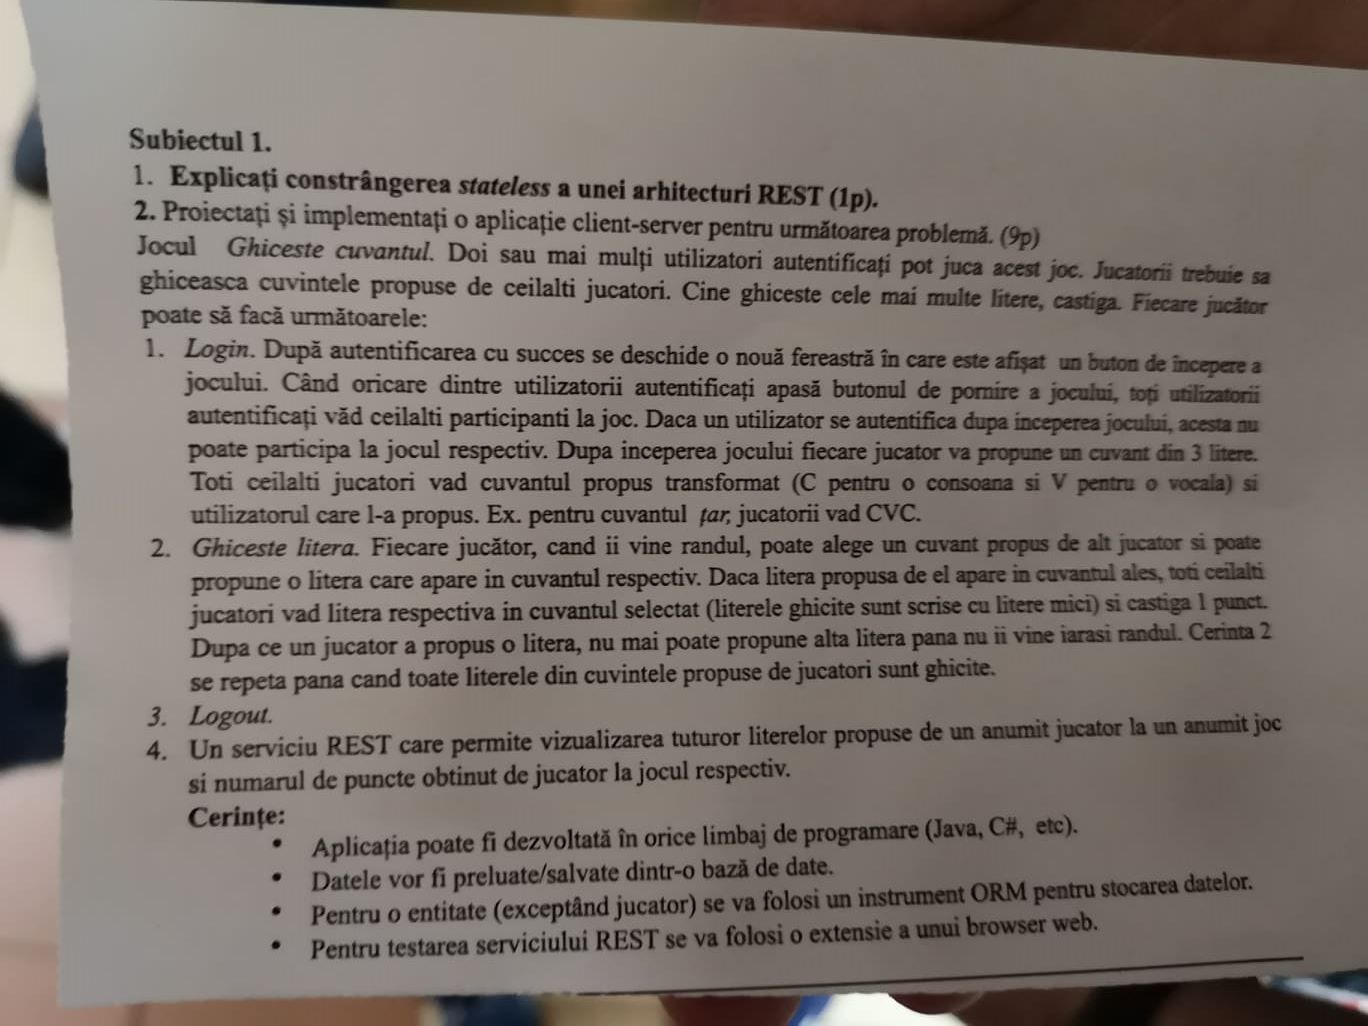 Subiectul 1.
1. Explicați constrângerea stateless a unei arhitecturi REST (1p).
2. Proiectați și implementați o aplicație client-server pentru următoarea problemă. (9p)
Jocul Ghiceste cuvantul. Doi sau mai mulți utilizatori autentificați pot juca acest joc. Jucatorii trebuie sa
ghiceasca cuvintele propuse de ceilalti jucatori. Cine ghiceste cele mai multe litere, castiga. Fiecare jucător
poate să facă următoarele:
1. Login. După autentificarea cu succes se deschide o nouă fereastră în care este afișat un buton de începere a
jocului. Când oricare dintre utilizatorii autentificați apasă butonul de pornire a jocului, toți utilizatorii
autentificați văd ceilalti participanti la joc. Daca un utilizator se autentifica dupa inceperea jocului, acesta nu
poate participa la jocul respectiv. Dupa inceperea jocului fiecare jucator va propune un cuvant din 3 litere.
Toti ceilalti jucatori vad cuvantul propus transformat (C pentru o consoana si V pentru o vocala) si
utilizatorul care l-a propus. Ex. pentru cuvantul țar, jucatorii vad CVC.
2. Ghiceste litera. Fiecare jucător, cand ii vine randul, poate alege un cuvant propus de alt jucator si poate
propune o litera care apare in cuvantul respectiv. Daca litera propusa de el apare in cuvantul ales, toti ceilalti
jucatori vad litera respectiva in cuvantul selectat (literele ghicite sunt scrise cu litere mici) si castiga 1 punct.
Dupa ce un jucator a propus o litera, nu mai poate propune alta litera pana nu ii vine iarasi randul. Cerinta 2
se repeta pana cand toate literele din cuvintele propuse de jucatori sunt ghicite.
3. Logout.
4. Un serviciu REST care permite vizualizarea tuturor literelor propuse de un anumit jucator la un anumit joc
si numarul de puncte obtinut de jucator la jocul respectiv.
Cerințe:
• Aplicația poate fi dezvoltată în orice limbaj de programare (Java, C#, etc).
• Datele vor fi preluate/salvate dintr-o bază de date.
• Pentru o entitate (exceptând jucator) se va folosi un instrument ORM pentru stocarea datelor.
• Pentru testarea serviciului REST se va folosi o extensie a unui browser web.